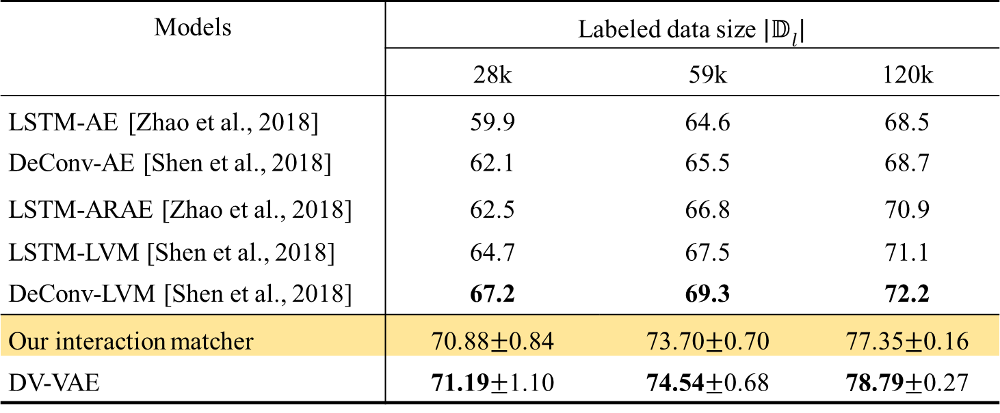 Models Labeled data size |𝔻l|
28k 59k 120k
LSTM-AE [Zhao et al., 2018] 59.9 64.6 68.5
DeConv-AE [Shen et al., 2018] 62.1 65.5 68.7
LSTM-ARAE [Zhao et al., 2018] 62.5 66.8 70.9
LSTM-LVM [Shen et al., 2018] 64.7 67.5 71.1
DeConv-LVM [Shen et al., 2018] 67.2 69.3 72.2
Our interaction matcher 70.88±0.84 73.70±0.70 77.35±0.16
DV-VAE 71.19±1.10 74.54±0.68 78.79±0.27